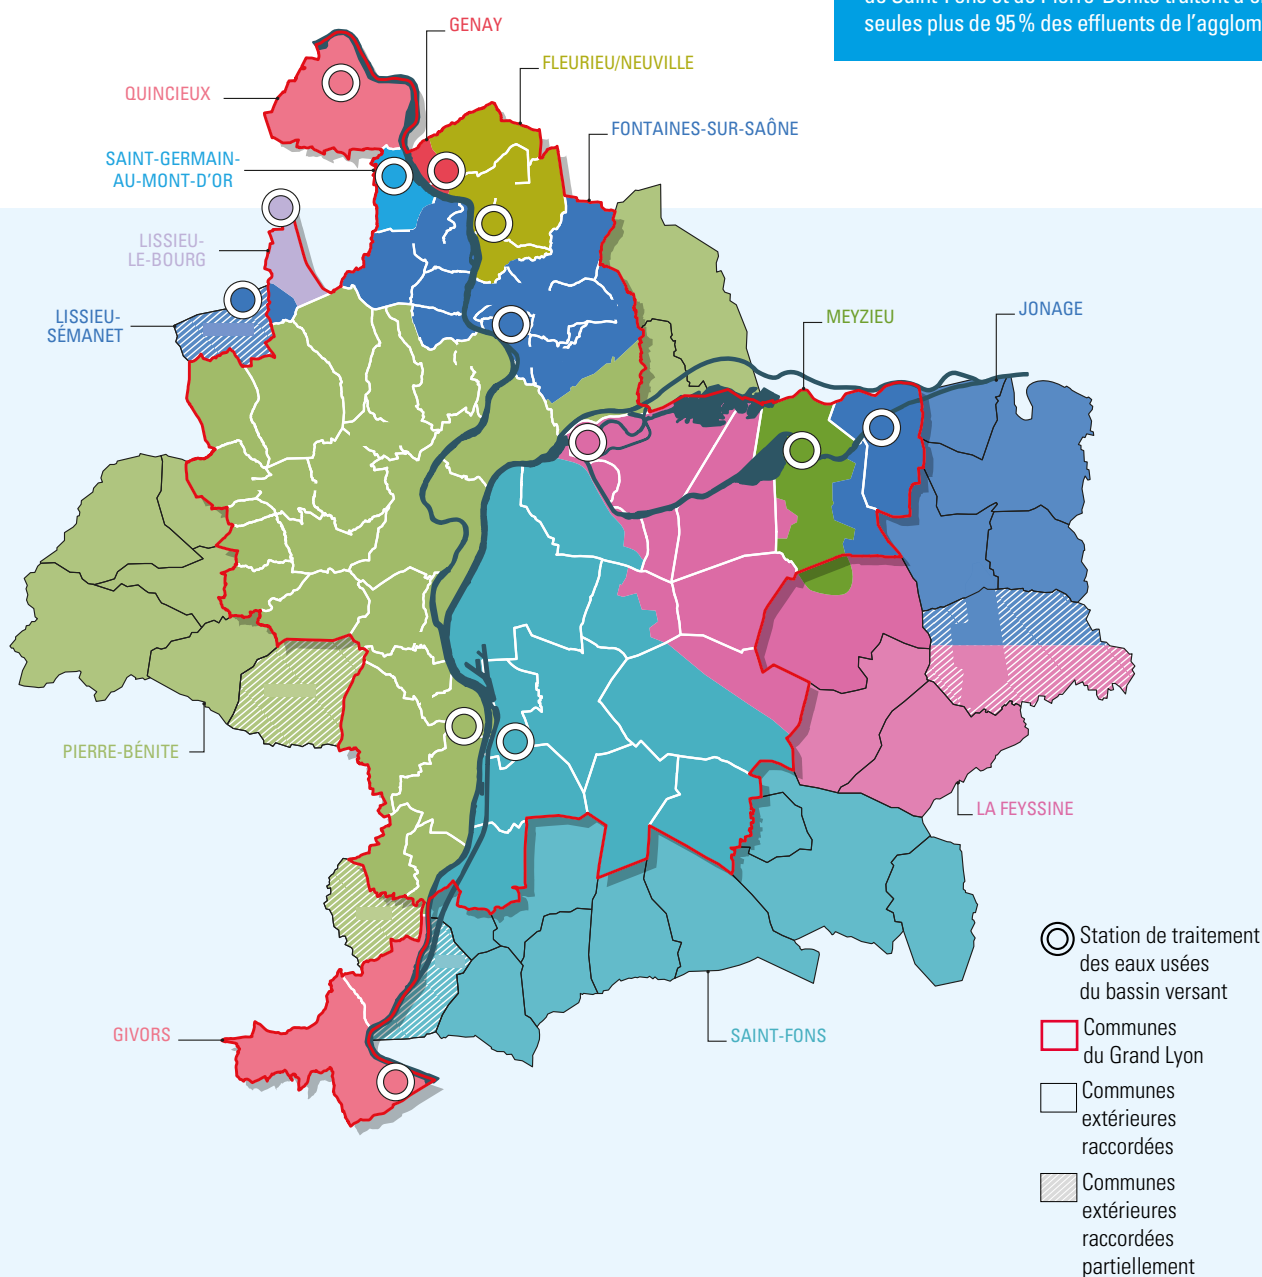 seules plus de 95 % des effluents de l'agglom
GENAY
FLEURIEU/NEUVILLE
QUINCIEUX
FONTAINES-SUR-SAÔNE
SAINT-GERMAIN-
AU-MONT-D'OR
LISSIEU-
LE-BOURG
LISSIEU-
SÉMANET
MEYZIEU
JONAGE
PIERRE-BÉNITE
LA FEYSSINE
GIVORS
SAINT-FONS
Station de traitement
des eaux usées
du bassin versant
Communes
du Grand Lyon
Communes
extérieures
raccordées
Communes
extérieures
raccordées
partiellement